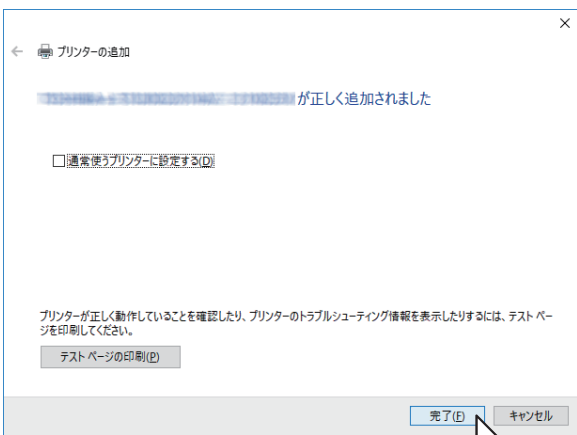 プリンターの追加
が正しく追加されました
通常使うプリンターに設定する(D)
プリンターが正しく動作していることを確認したり、プリンターのトラブルシューティング情報を表示したりするには、テスト ペー
ジを印刷してください。
テスト ページの印刷(P)
完了(F)
キャンセル